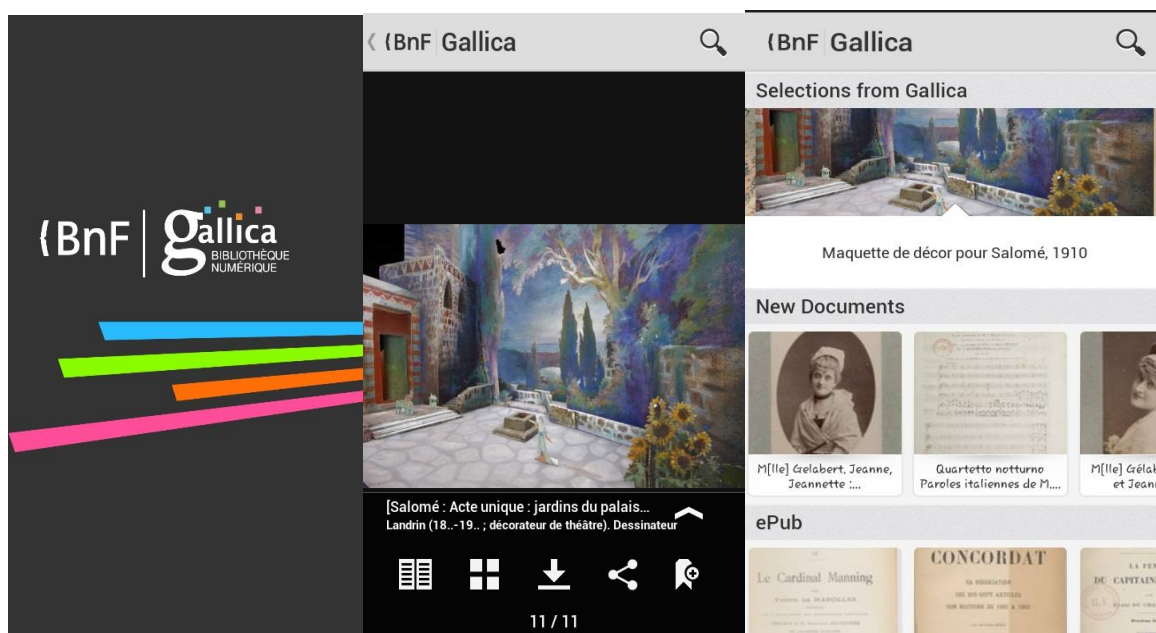 BnF
gallica
BIBLIOTHÈQUE
NUMÉRIQUE
BnF Gallica
[Salomé : Acte unique : jardins du palais...
Landrin (18..-19.. ; décorateur de théâtre). Dessinateur
11 / 11
BnF Gallica
Selections from Gallica
Maquette de décor pour Salomé, 1910
New Documents
M[lle] Gelabert, Jeanne,
Jeannette :...
Quartetto notturno
Paroles italiennes de M....
M[lle] Gélab
et Jeann
ePub
Le Cardinal Manning
CONCORDAT
LA FEM
DU CAPITAIN